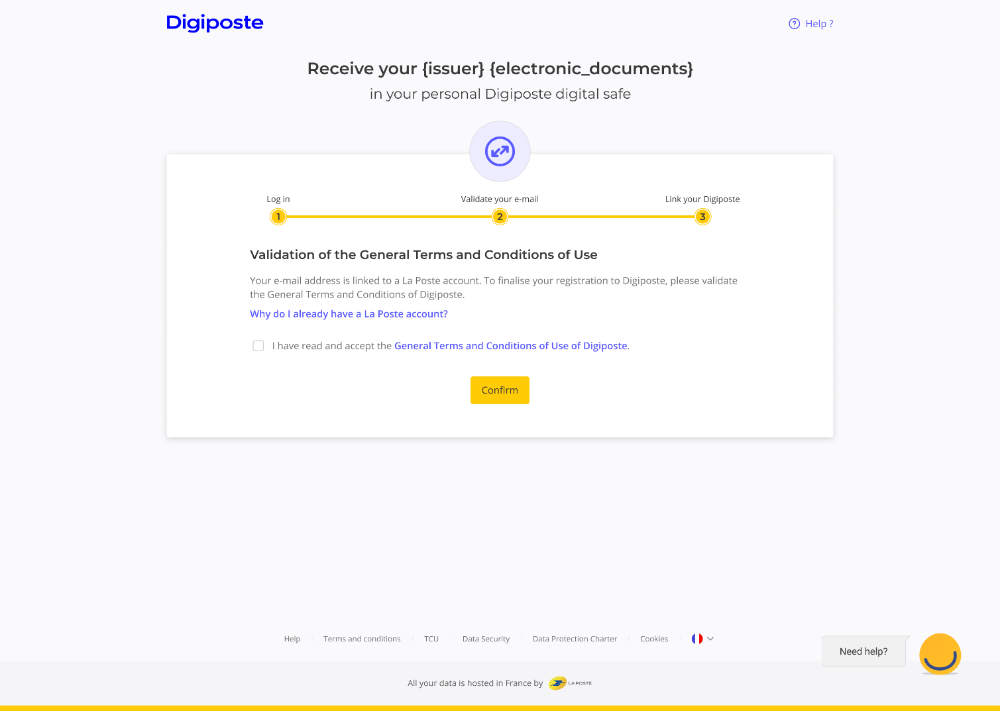 Digiposte
Help ?
Receive your {issuer} {electronic_documents}
in your personal Digiposte digital safe
Log in
Validate your e-mail
Link your Digiposte
1
2
3
Validation of the General Terms and Conditions of Use
Your e-mail address is linked to a La Poste account. To finalise your registration to Digiposte, please validate
the General Terms and Conditions of Digiposte.
Why do I already have a La Poste account?
I have read and accept the General Terms and Conditions of Use of Digiposte.
Confirm
Help
Terms and conditions
TCU
Data Security
Data Protection Charter
Cookies
Need help?
All your data is hosted in France by LA POSTE